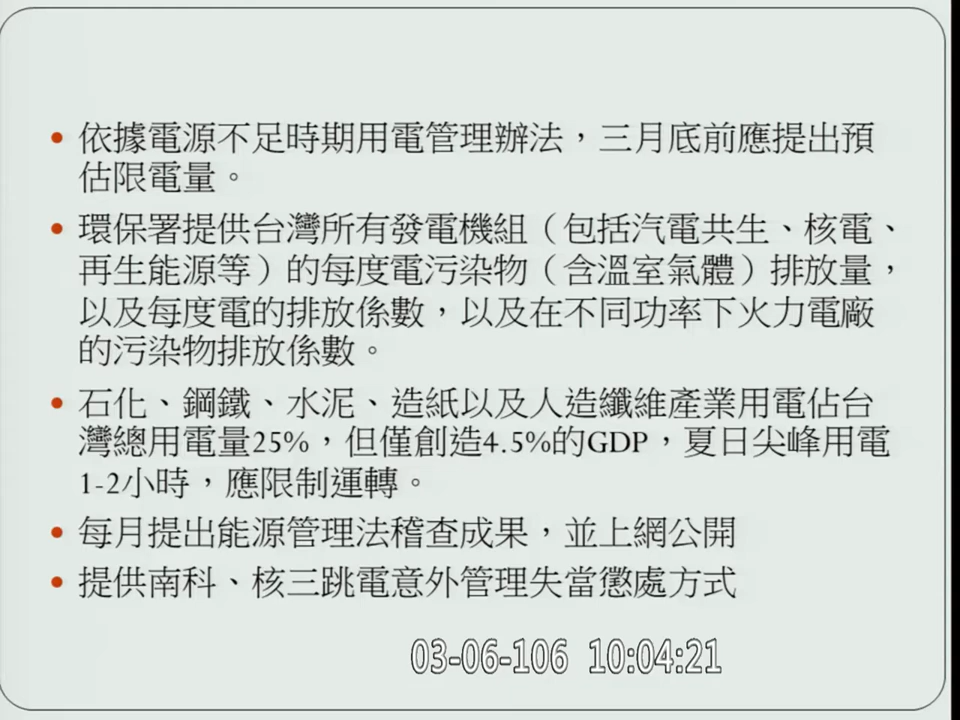 • 依據電源不足時期用電管理辦法，三月底前應提出預
估限電量。
• 環保署提供台灣所有發電機組（包括汽電共生、核電、
再生能源等）的每度電污染物（含溫室氣體）排放量，
以及每度電的排放係數，以及在不同功率下火力電廠
的污染物排放係數。
• 石化、鋼鐵、水泥、造紙以及人造纖維產業用電佔台
灣總用電量25%，但僅創造4.5%的GDP，夏日尖峰用電
1-2小時，應限制運轉。
• 每月提出能源管理法稽查成果，並上網公開
• 提供南科、核三跳電意外管理失當懲處方式
03-06-106 10:04:21